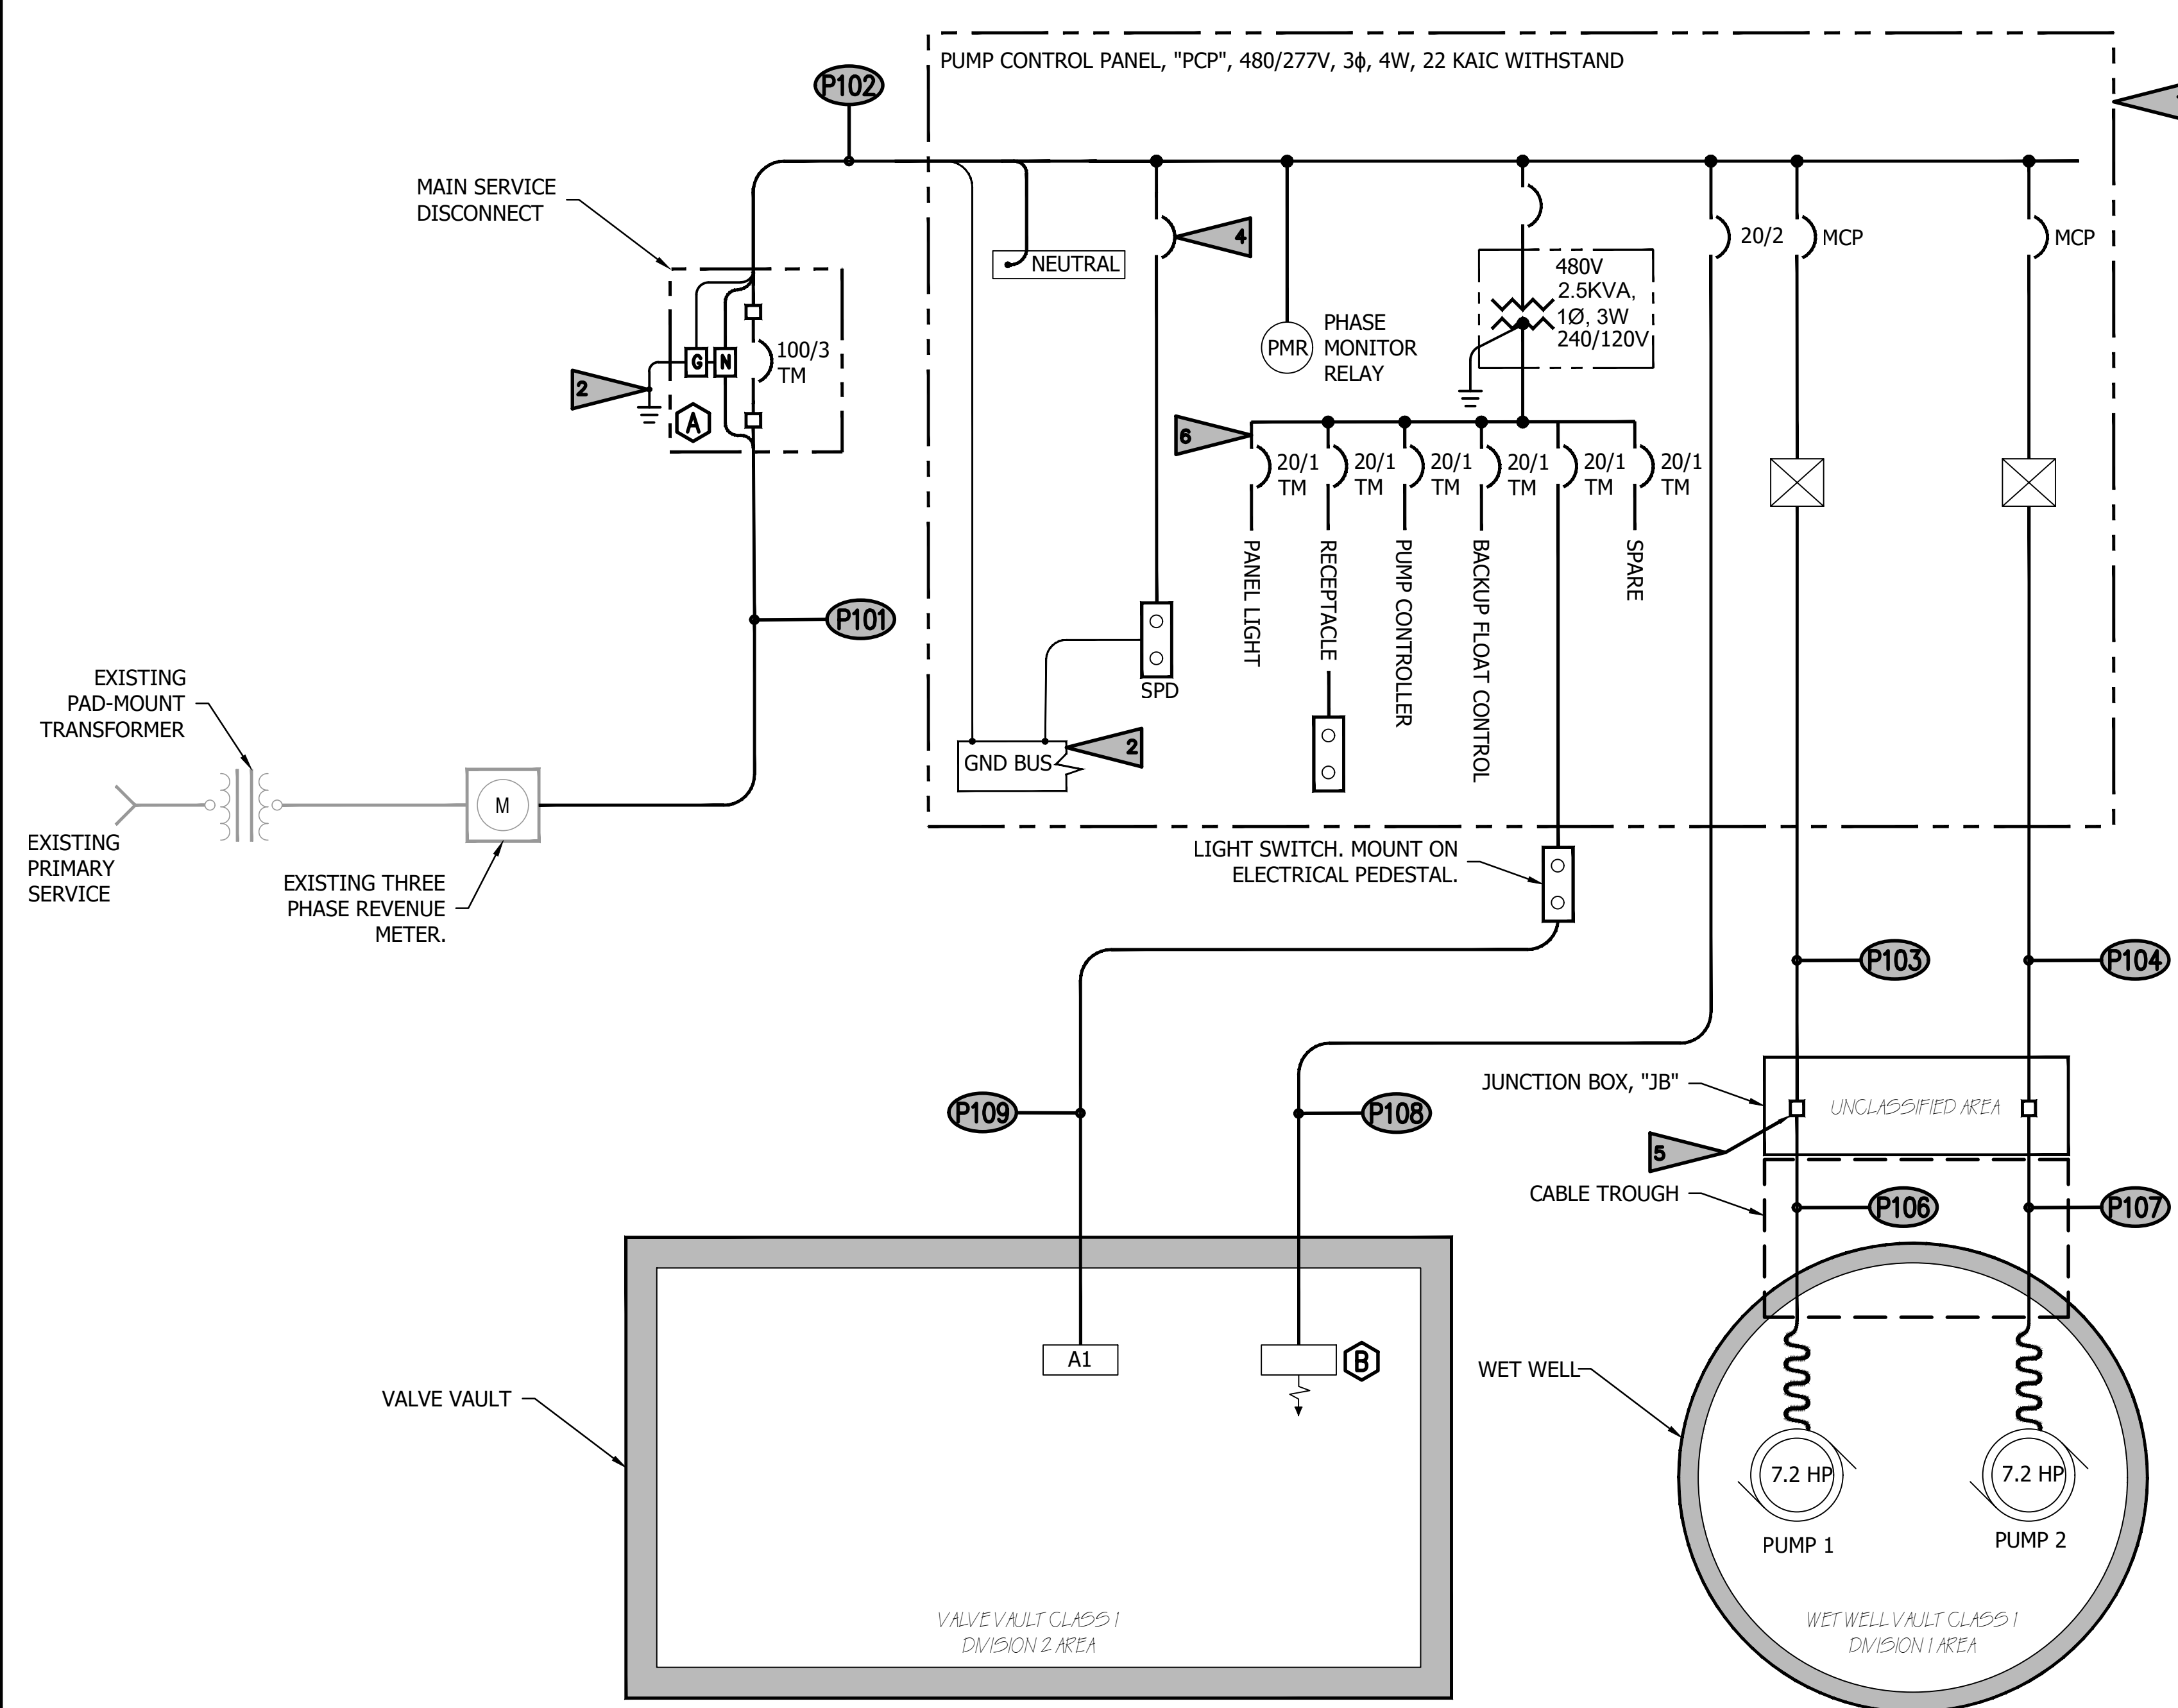 PUMP CONTROL PANEL, "PCP", 480/277V, 3ϕ, 4W, 22 KAIC WITHSTAND
P102
MAIN SERVICE
DISCONNECT
4
20/2
MCP
MCP
NEUTRAL
480V
2.5KVA,
1Ø, 3W
240/120V
PHASE
MONITOR
RELAY
PMR
100/3
TM
G
N
2
A
6
20/1
TM
20/1
TM
20/1
TM
20/1
TM
20/1
TM
20/1
TM
PANEL LIGHT
RECEPTACLE
PUMP CONTROLLER
BACKUP FLOAT CONTROL
SPARE
P101
SPD
EXISTING
PAD-MOUNT
TRANSFORMER
2
GND BUS
M
EXISTING
PRIMARY
SERVICE
EXISTING THREE
PHASE REVENUE
METER.
LIGHT SWITCH. MOUNT ON
ELECTRICAL PEDESTAL.
P103
P104
JUNCTION BOX, "JB"
UNCLASSIFIED AREA
P109
P108
5
CABLE TROUGH
P106
P107
A1
B
WET WELL
VALVE VAULT
7.2 HP
7.2 HP
PUMP 1
PUMP 2
VALVE VAULT CLASS 1
DIVISION 2 AREA
WET WELL VAULT CLASS 1
DIVISION 1 AREA